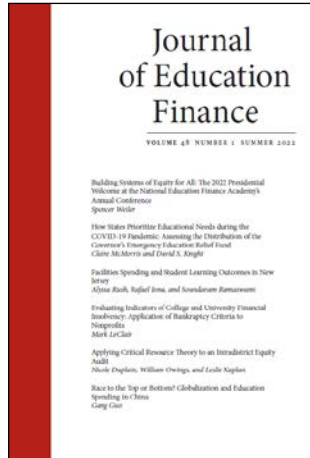 Journal
of Education
Finance
VOLUME 48 NUMBER 1 SUMMER 2022
Building Systems of Equity for All: The 2022 Presidential
Welcome at the National Education Finance Academy's
Annual Conference
Spencer Weiler
How States Prioritize Educational Needs during the
COVID-19 Pandemic: Assessing the Distribution of the
Governor's Emergency Education Relief Fund
Claire McMorris and David S. Knight
Facilities Spending and Student Learning Outcomes in New
Jersey
Alyssa Rush, Rafael Inoa, and Soundaram Ramaswami
Evaluating Indicators of College and University Financial
Insolvency: Application of Bankruptcy Criteria to
Nonprofits
Mark LeClair
Applying Critical Resource Theory to an Intradistrict Equity
Audit
Nicole Duplain, William Owings, and Leslie Kaplan
Race to the Top or Bottom? Globalization and Education
Spending in China
Gang Guo